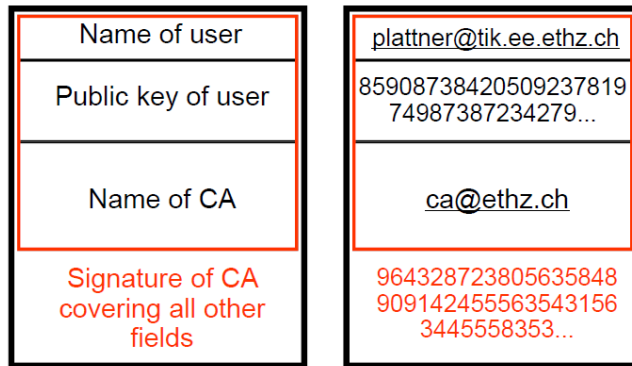 Name of user
Public key of user
Name of CA
Signature of CA
covering all other
fields
plattner@tik.ee.ethz.ch
85908738420509237819
74987387234279...
ca@ethz.ch
964328723805635848
909142455563543156
3445558353...